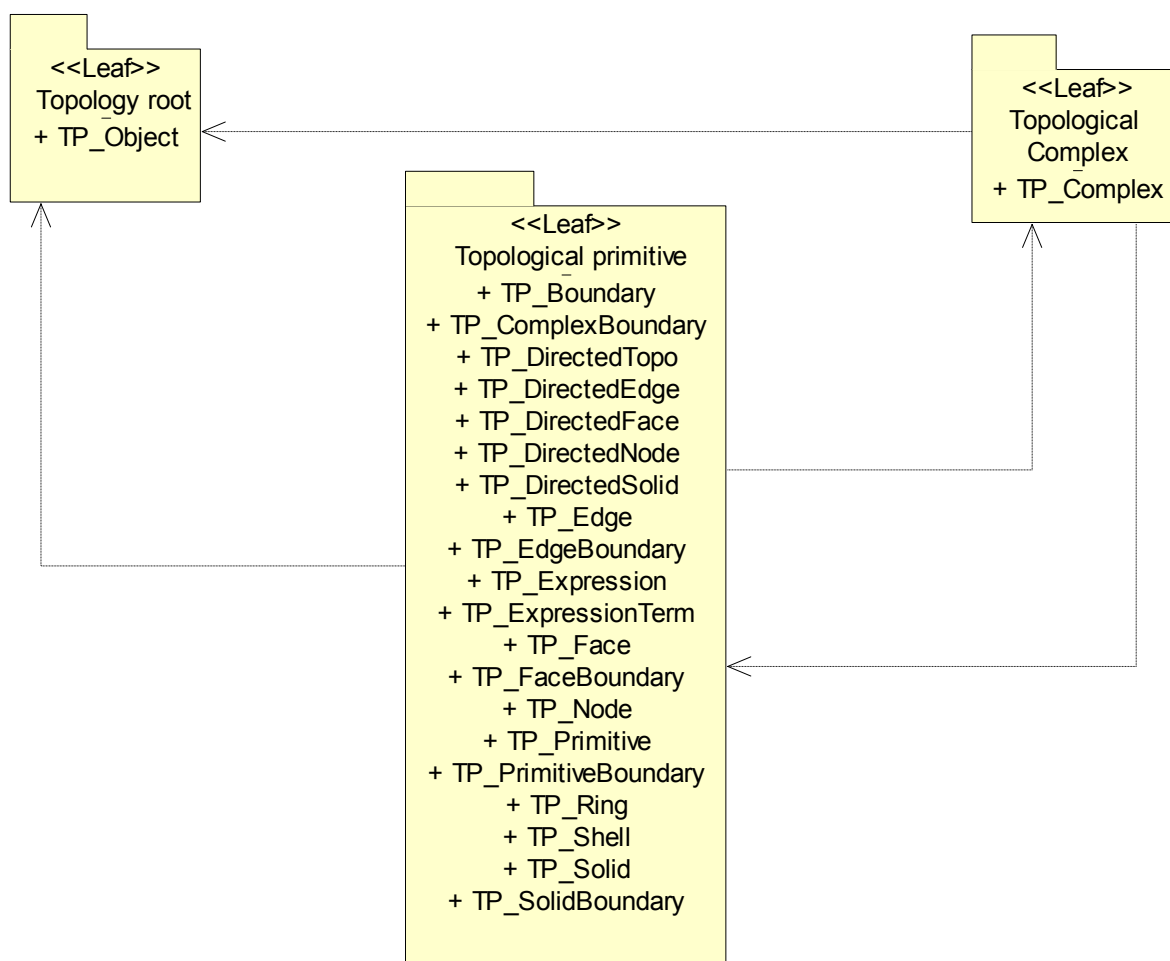 <<Leaf>>
Topology root
+ TP_Object
<<Leaf>>
Topological
Complex
+ TP_Complex
<<Leaf>>
Topological primitive
+ TP_Boundary
+ TP_ComplexBoundary
+ TP_DirectedTopo
+ TP_DirectedEdge
+ TP_DirectedFace
+ TP_DirectedNode
+ TP_DirectedSolid
+ TP_Edge
+ TP_EdgeBoundary
+ TP_Expression
+ TP_ExpressionTerm
+ TP_Face
+ TP_FaceBoundary
+ TP_Node
+ TP_Primitive
+ TP_PrimitiveBoundary
+ TP_Ring
+ TP_Shell
+ TP_Solid
+ TP_SolidBoundary